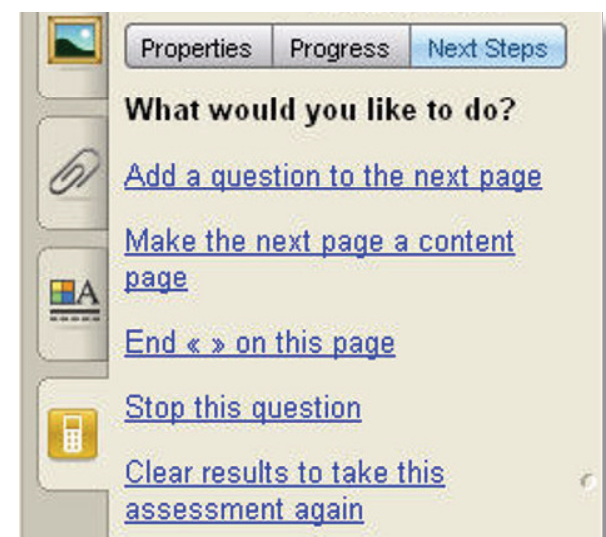 Properties Progress Next Steps
What would you like to do?
Add a question to the next page
Make the next page a content
page
A
End « » on this page
Stop this question
Clear results to take this
assessment again